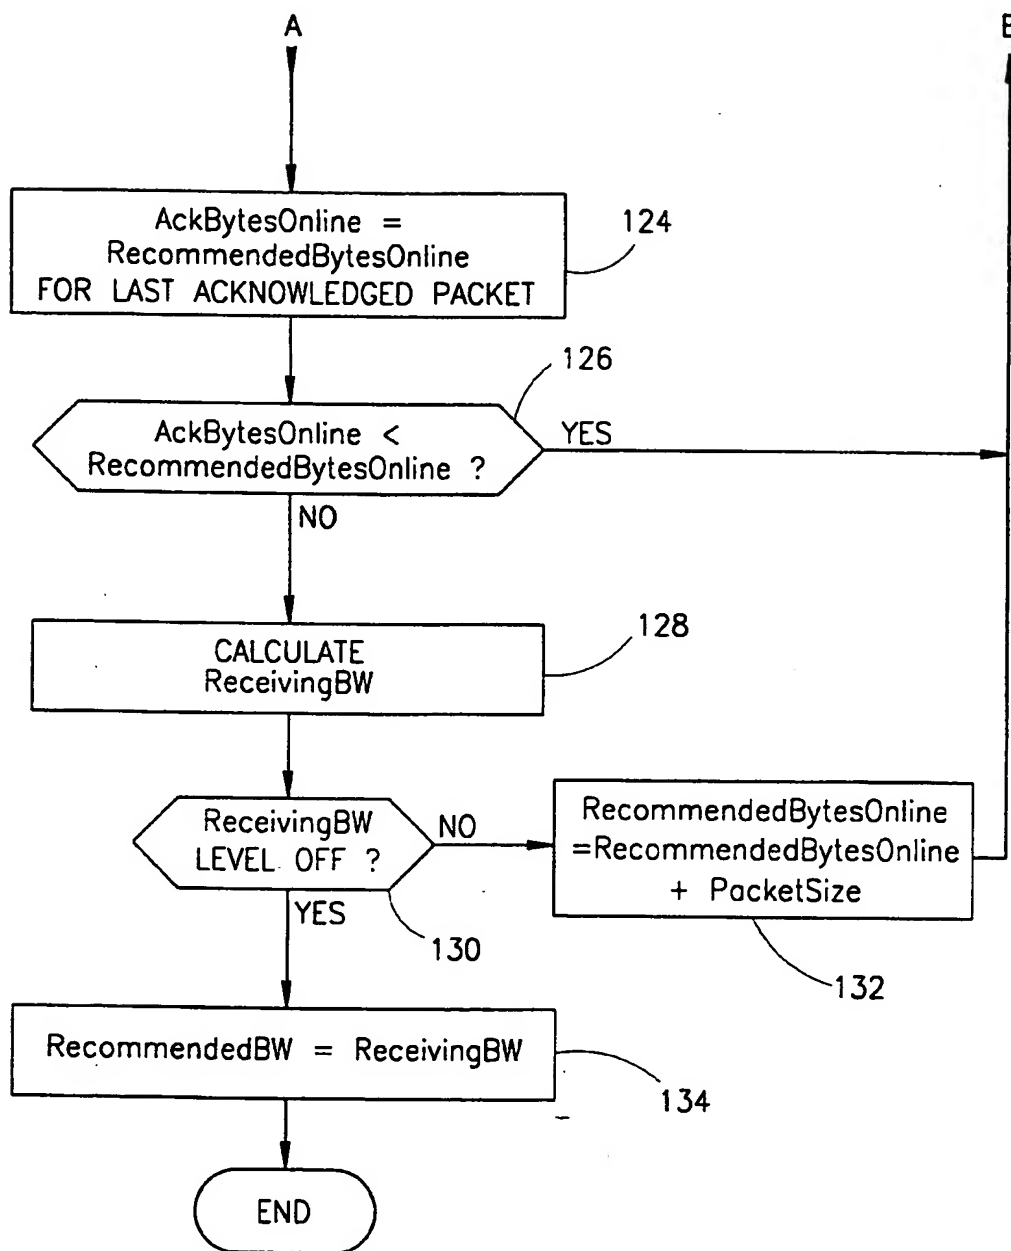 A
B
AckBytesOnline =
RecommendedBytesOnline
FOR LAST ACKNOWLEDGED PACKET
124
126
AckBytesOnline <
RecommendedBytesOnline ?
YES
NO
CALCULATE
ReceivingBW
128
ReceivingBW
LEVEL OFF ?
NO
YES
130
RecommendedBytesOnline
=RecommendedBytesOnline
+ PacketSize
132
RecommendedBW = ReceivingBW
134
END